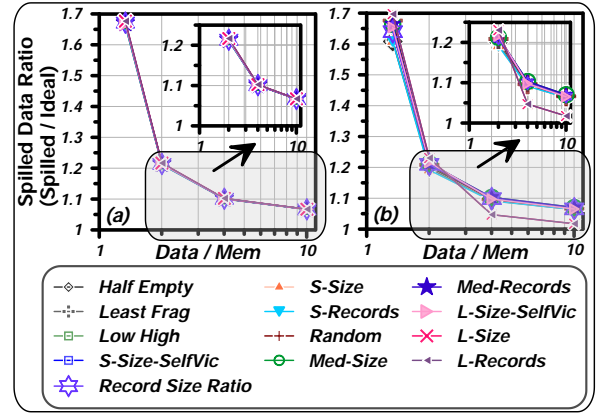 Spilled Data Ratio
(Spilled / Ideal)
1.7
1.6
1.5
1.4
1.3
1.2
1.1
1
1.2
1.1
1
1
10
(a)
1
10
Data / Mem
1.7
1.6
1.5
1.4
1.3
1.2
1.1
1
1.2
1.1
1
1
10
(b)
1
10
Data / Mem
Half Empty
Least Frag
Low High
S-Size-SelfVic
Record Size Ratio
S-Size
S-Records
Random
Med-Size
Med-Records
L-Size-SelfVic
L-Size
L-Records